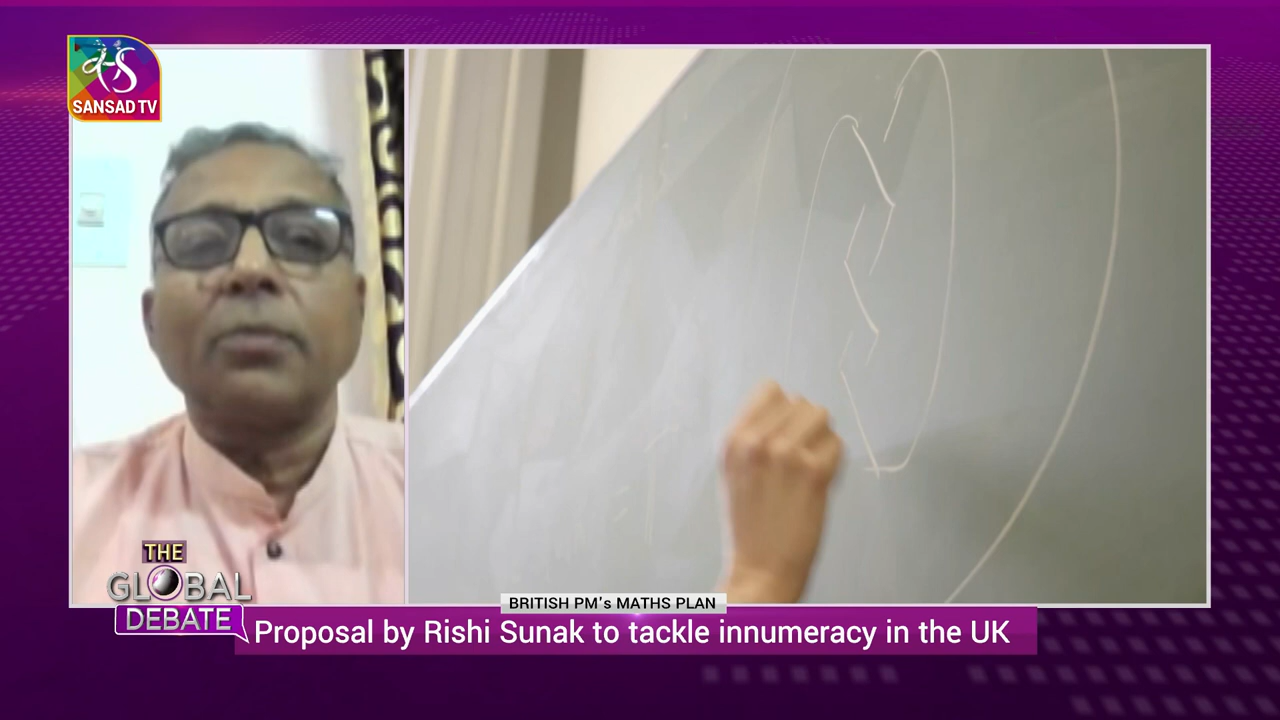 SANSAD TV
THE
GLOBAL
DEBATE
BRITISH PM's MATHS PLAN
Proposal by Rishi Sunak to tackle innumeracy in the UK